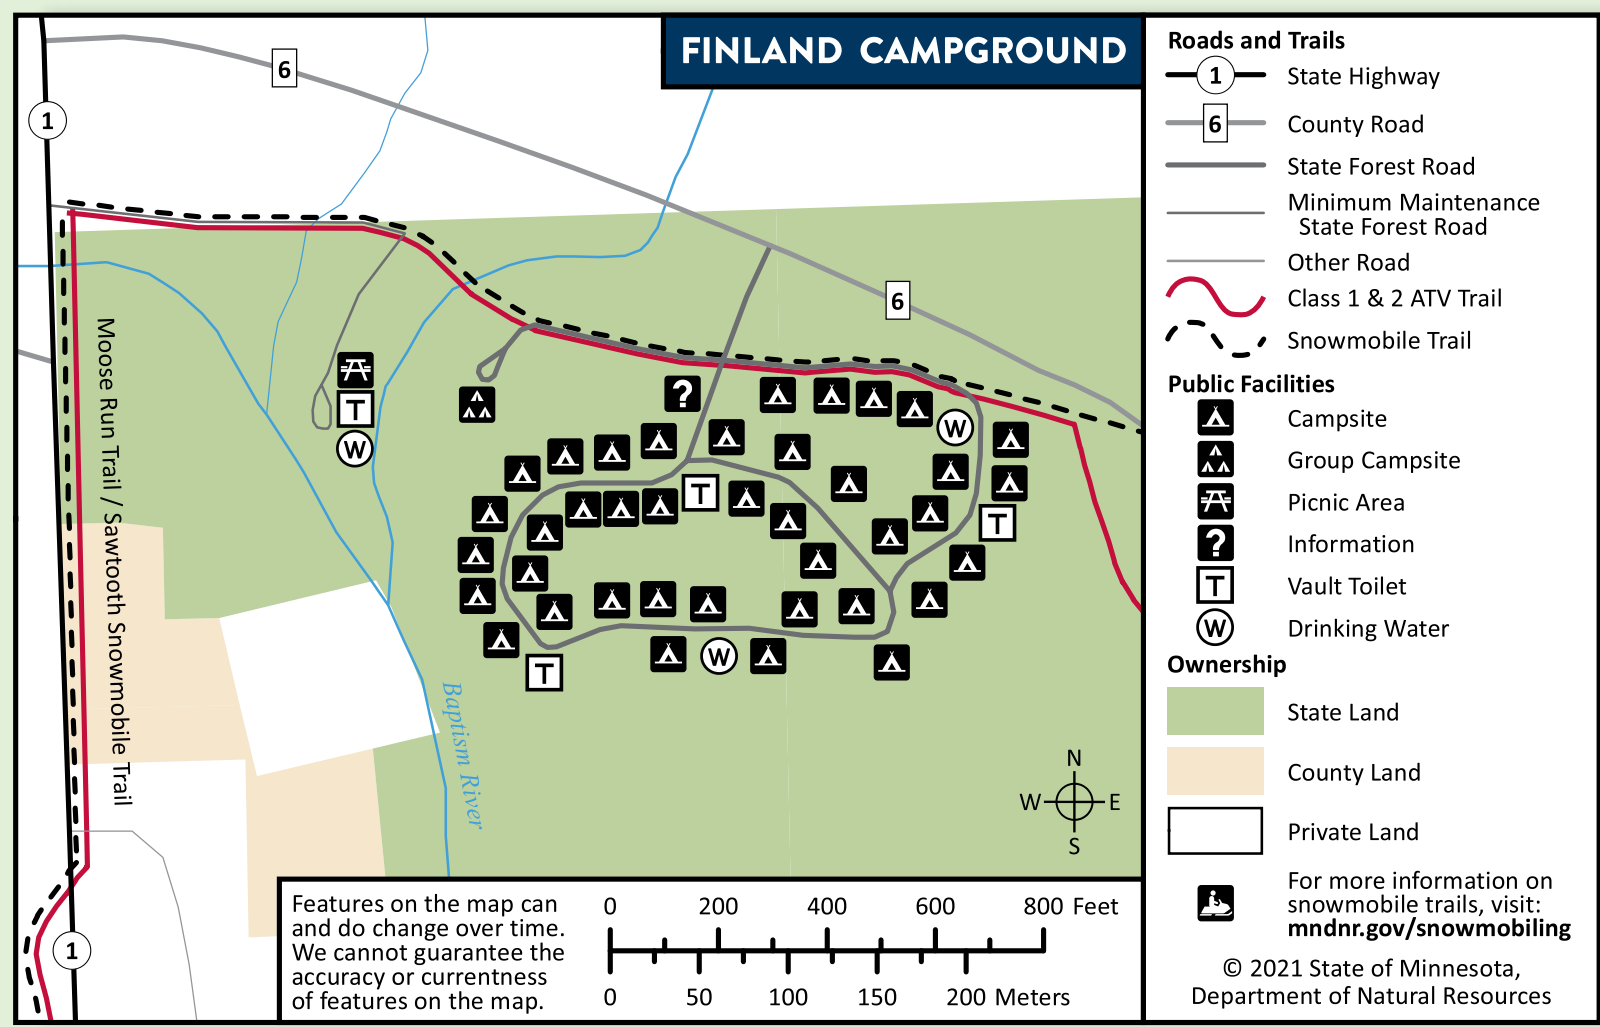 FINLAND CAMPGROUND
6
1
6
Moose Run Trail / Sawtooth Snowmobile Trail
?
T
W
W
T
T
W
T
Baptism River
N
W
E
S
1
Features on the map can
and do change over time.
We cannot guarantee the
accuracy or currentness
of features on the map.
0 200 400 600 800 Feet
0 50 100 150 200 Meters
Roads and Trails
1 State Highway
6 County Road
State Forest Road
Minimum Maintenance
State Forest Road
Other Road
Class 1 & 2 ATV Trail
Snowmobile Trail
Public Facilities
Campsite
Group Campsite
Picnic Area
? Information
T Vault Toilet
W Drinking Water
Ownership
State Land
County Land
Private Land
For more information on
snowmobile trails, visit:
mndnr.gov/snowmobiling
© 2021 State of Minnesota,
Department of Natural Resources